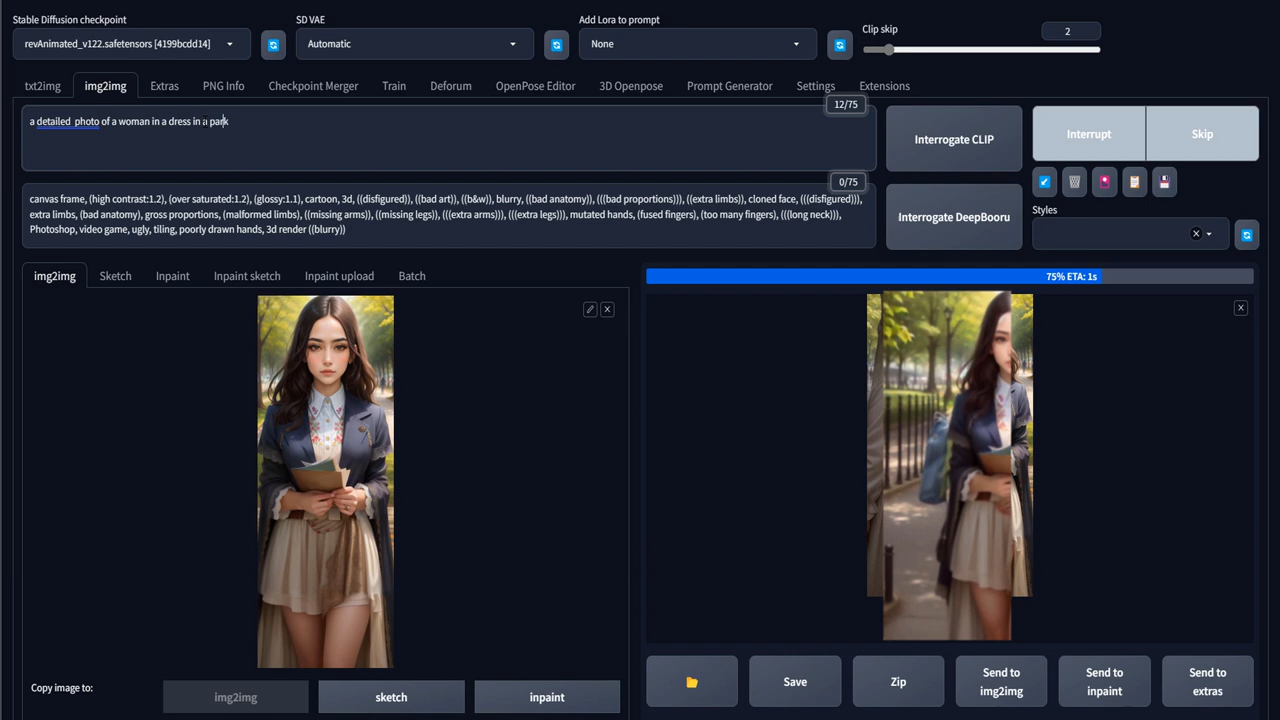 Stable Diffusion checkpoint
SD VAE
Add Lora to prompt
Clip skip
2
revAnimated_v122.safetensors [4199bcdd14]
Automatic
None
txt2img
img2img
Extras
PNG Info
Checkpoint Merger
Train
Deforum
OpenPose Editor
3D Openpose
Prompt Generator
Settings
Extensions
12/75
a detailed photo of a woman in a dress in a park
Interrogate CLIP
Interrupt
Skip
0/75
canvas frame, (high contrast:1.2), (over saturated:1.2), (glossy:1.1), cartoon, 3d, ((disfigured)), ((bad art)), ((b&w)), blurry, ((bad anatomy)), (((bad proportions))), ((extra limbs)), cloned face, (((disfigured))),
extra limbs, (bad anatomy), gross proportions, (malformed limbs), ((missing arms)), ((missing legs)), (((extra arms))), (((extra legs))), mutated hands, (fused fingers), (too many fingers), (((long neck))),
Photoshop, video game, ugly, tiling, poorly drawn hands, 3d render ((blurry))
Interrogate DeepBooru
Styles
img2img
Sketch
Inpaint
Inpaint sketch
Inpaint upload
Batch
75% ETA: 1s
Copy image to:
img2img
sketch
inpaint
Save
Zip
Send to
img2img
Send to
inpaint
Send to
extras